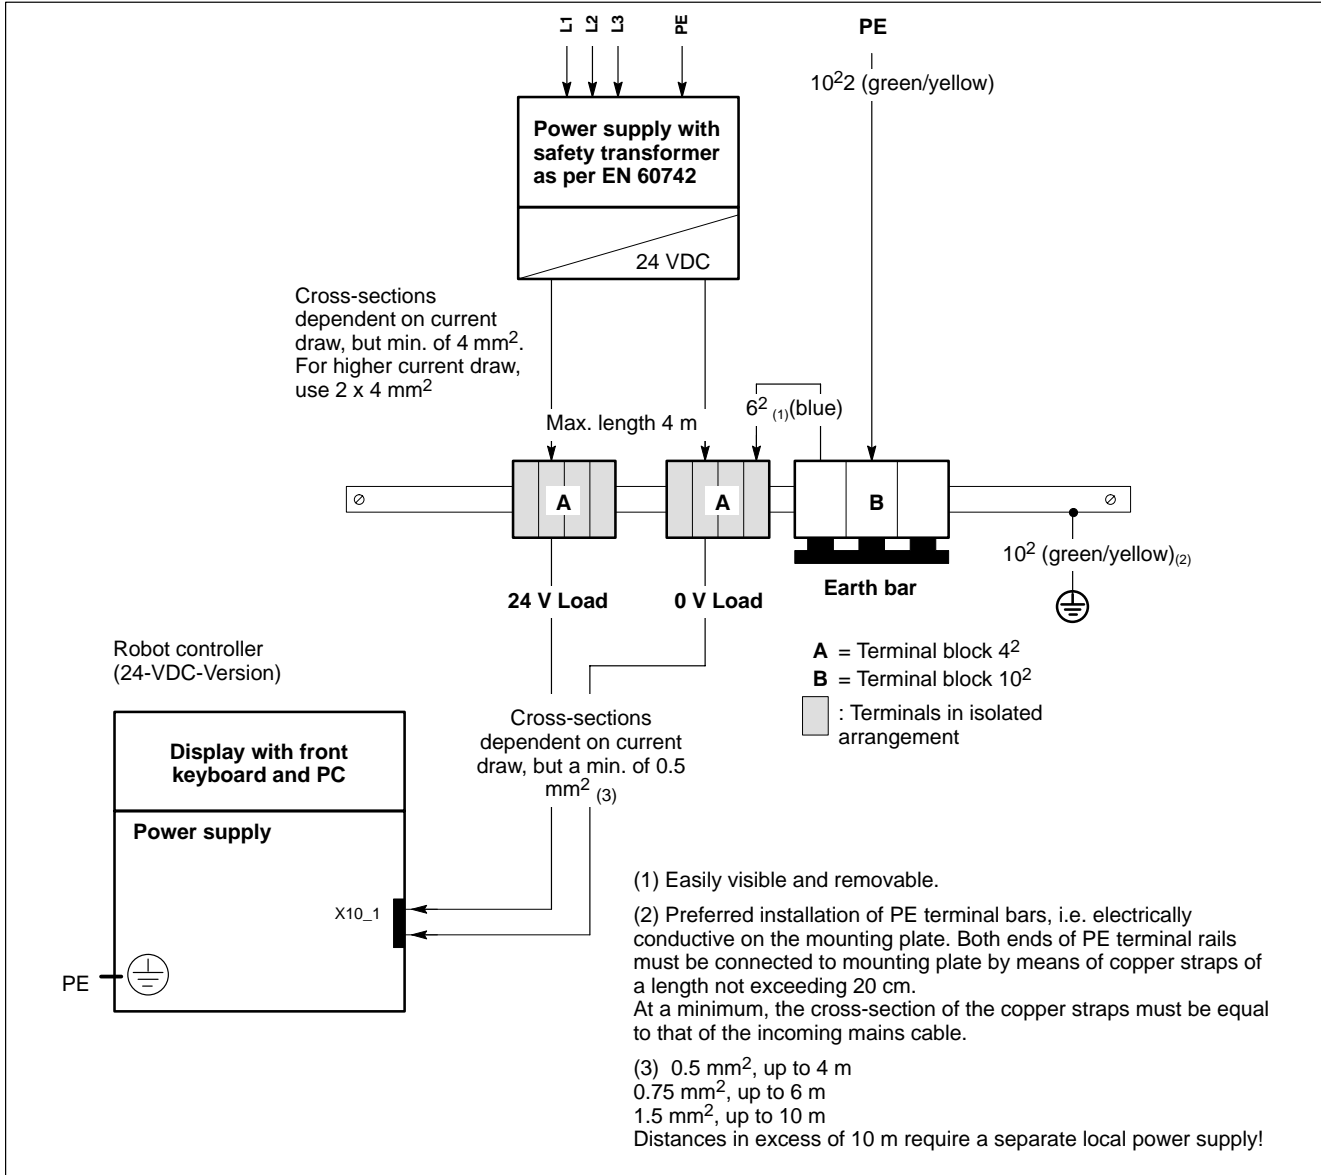 L1 L2 L3 PE
PE
10²2 (green/yellow)
Power supply with
safety transformer
as per EN 60742
24 VDC
Cross-sections
dependent on current
draw, but min. of 4 mm².
For higher current draw,
use 2 x 4 mm²
Max. length 4 m
6² (1)(blue)
A
A
B
10² (green/yellow)(2)
Earth bar
24 V Load
0 V Load
A = Terminal block 4²
B = Terminal block 10²
: Terminals in isolated
arrangement
Robot controller
(24-VDC-Version)
Display with front
keyboard and PC
Power supply
X10_1
PE
Cross-sections
dependent on current
draw, but a min. of 0.5
mm² (3)
(1) Easily visible and removable.
(2) Preferred installation of PE terminal bars, i.e. electrically
conductive on the mounting plate. Both ends of PE terminal rails
must be connected to mounting plate by means of copper straps of
a length not exceeding 20 cm.
At a minimum, the cross-section of the copper straps must be equal
to that of the incoming mains cable.
(3) 0.5 mm², up to 4 m
0.75 mm², up to 6 m
1.5 mm², up to 10 m
Distances in excess of 10 m require a separate local power supply!